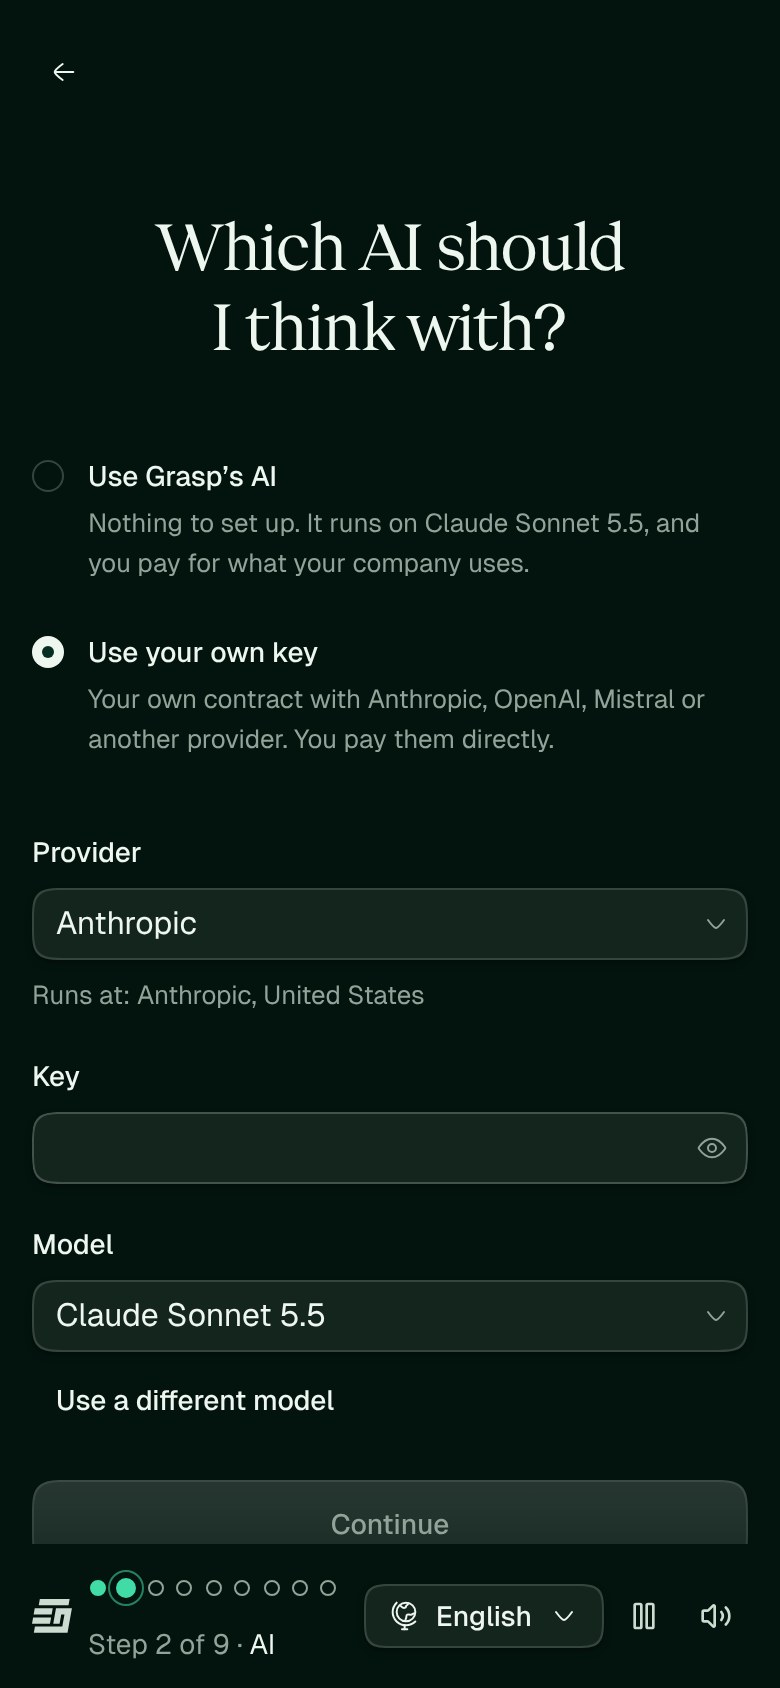 Which AI should
I think with?
Use Grasp’s AI
Nothing to set up. It runs on Claude Sonnet 5.5, and
you pay for what your company uses.
Use your own key
Your own contract with Anthropic, OpenAI, Mistral or
another provider. You pay them directly.
Provider
Anthropic
Runs at: Anthropic, United States
Key
Model
Claude Sonnet 5.5
Use a different model
Continue
Step 2 of 9 · AI
English